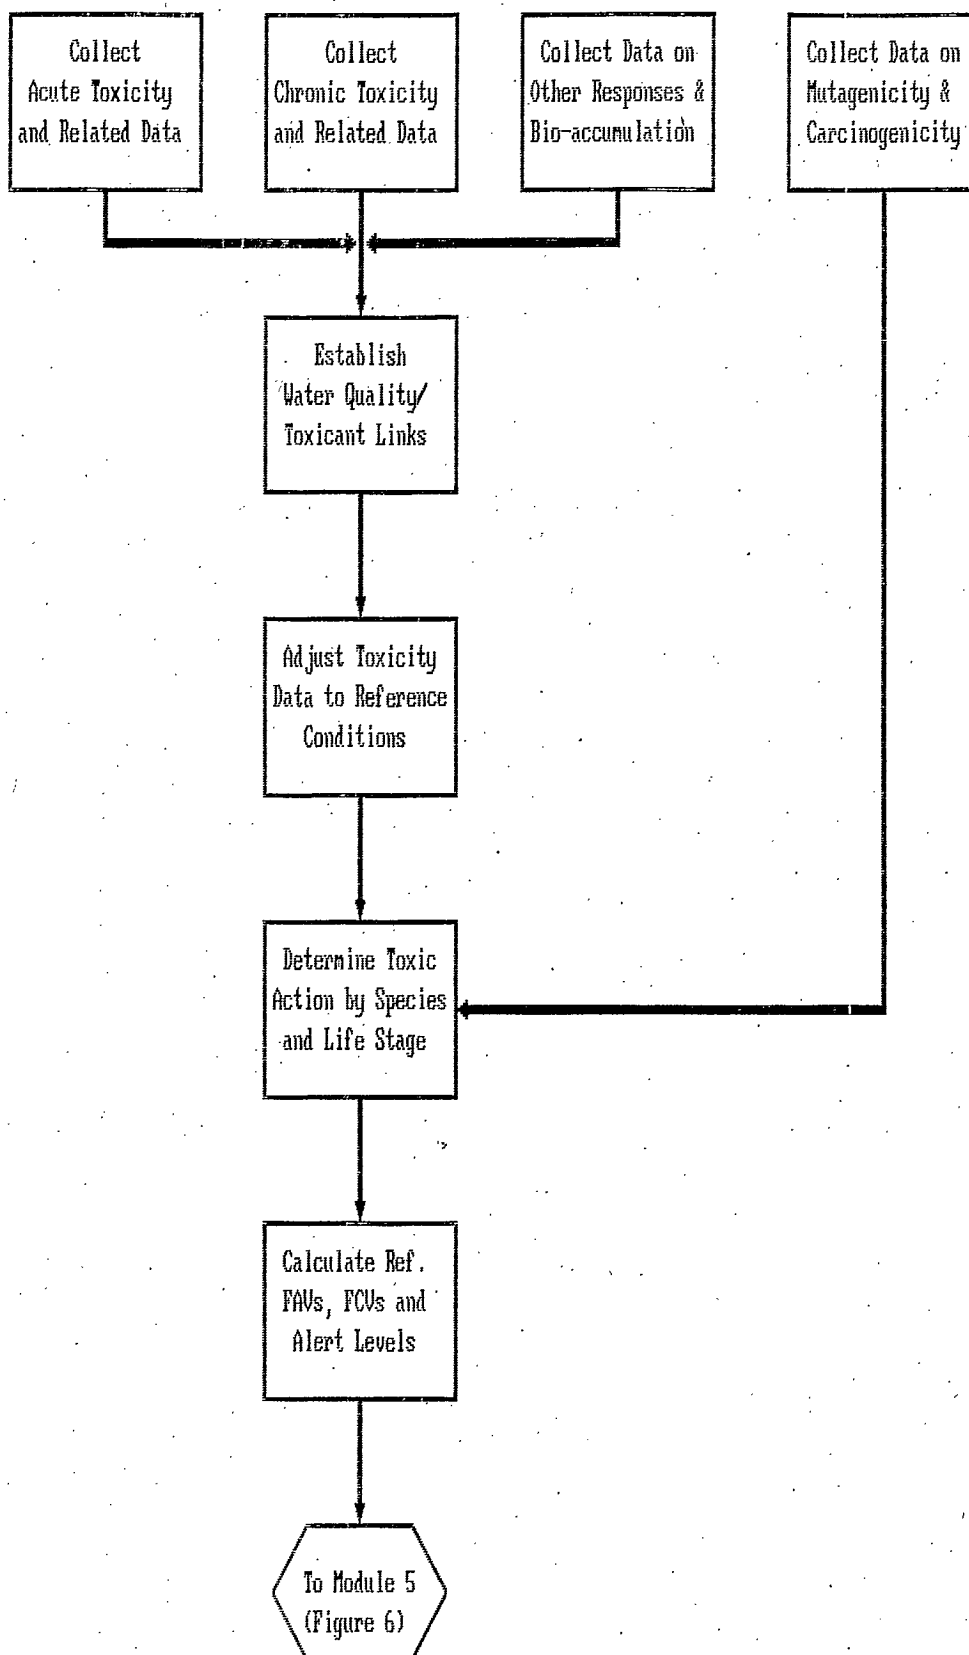 Collect
Acute Toxicity
and Related Data
Collect
Chronic Toxicity
and Related Data
Collect Data on
Other Responses &
Bio-accumulation
Collect Data on
Mutagenicity &
Carcinogenicity
Establish
Water Quality/
Toxicant Links
Adjust Toxicity
Data to Reference
Conditions
Determine Toxic
Action by Species
and Life Stage
Calculate Ref.
FAVs, FCVs and
Alert Levels
To Module 5
(Figure 6)